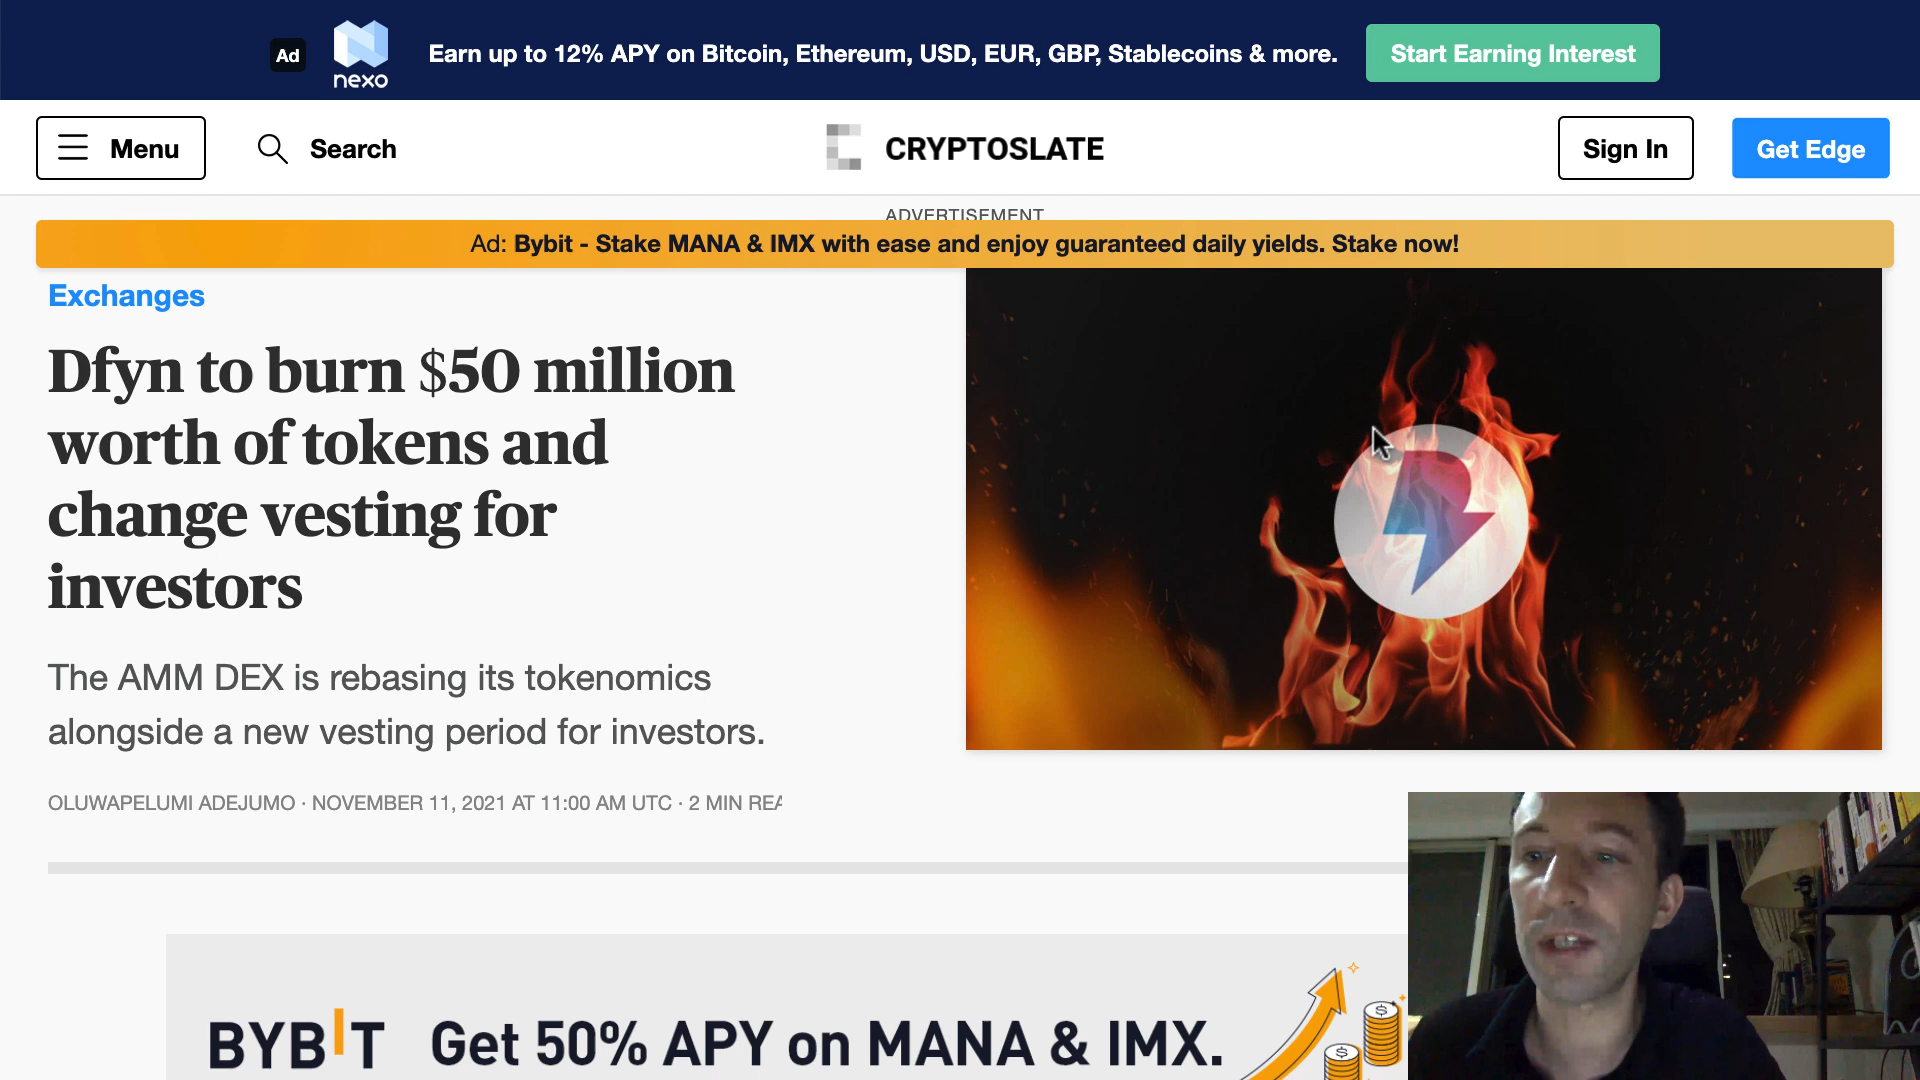 Ad
nexo
Earn up to 12% APY on Bitcoin, Ethereum, USD, EUR, GBP, Stablecoins & more.
Start Earning Interest
Menu
Search
CRYPTOSLATE
Sign In
Get Edge
ADVERTISEMENT
Ad: Bybit - Stake MANA & IMX with ease and enjoy guaranteed daily yields. Stake now!
Exchanges
Dfyn to burn $50 million
worth of tokens and
change vesting for
investors
The AMM DEX is rebasing its tokenomics
alongside a new vesting period for investors.
OLUWAPELUMI ADEJUMO · NOVEMBER 11, 2021 AT 11:00 AM UTC · 2 MIN REA
BYBIT
Get 50% APY on MANA & IMX.